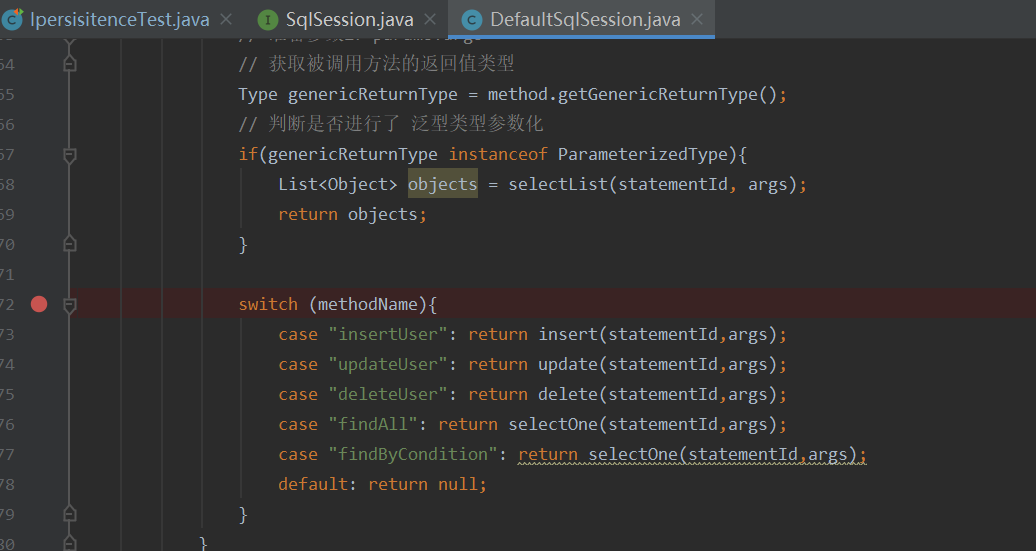 IpersisitenceTest.java
SqlSession.java
DefaultSqlSession.java
64 // 获取被调用方法的返回值类型
65 Type genericReturnType = method.getGenericReturnType();
66 // 判断是否进行了 泛型类型参数化
67 if(genericReturnType instanceof ParameterizedType){
68 List<Object> objects = selectList(statementId, args);
69 return objects;
70 }
71
72 switch (methodName){
73 case "insertUser": return insert(statementId,args);
74 case "updateUser": return update(statementId,args);
75 case "deleteUser": return delete(statementId,args);
76 case "findAll": return selectOne(statementId,args);
77 case "findByCondition": return selectOne(statementId,args);
78 default: return null;
79 }
80 }